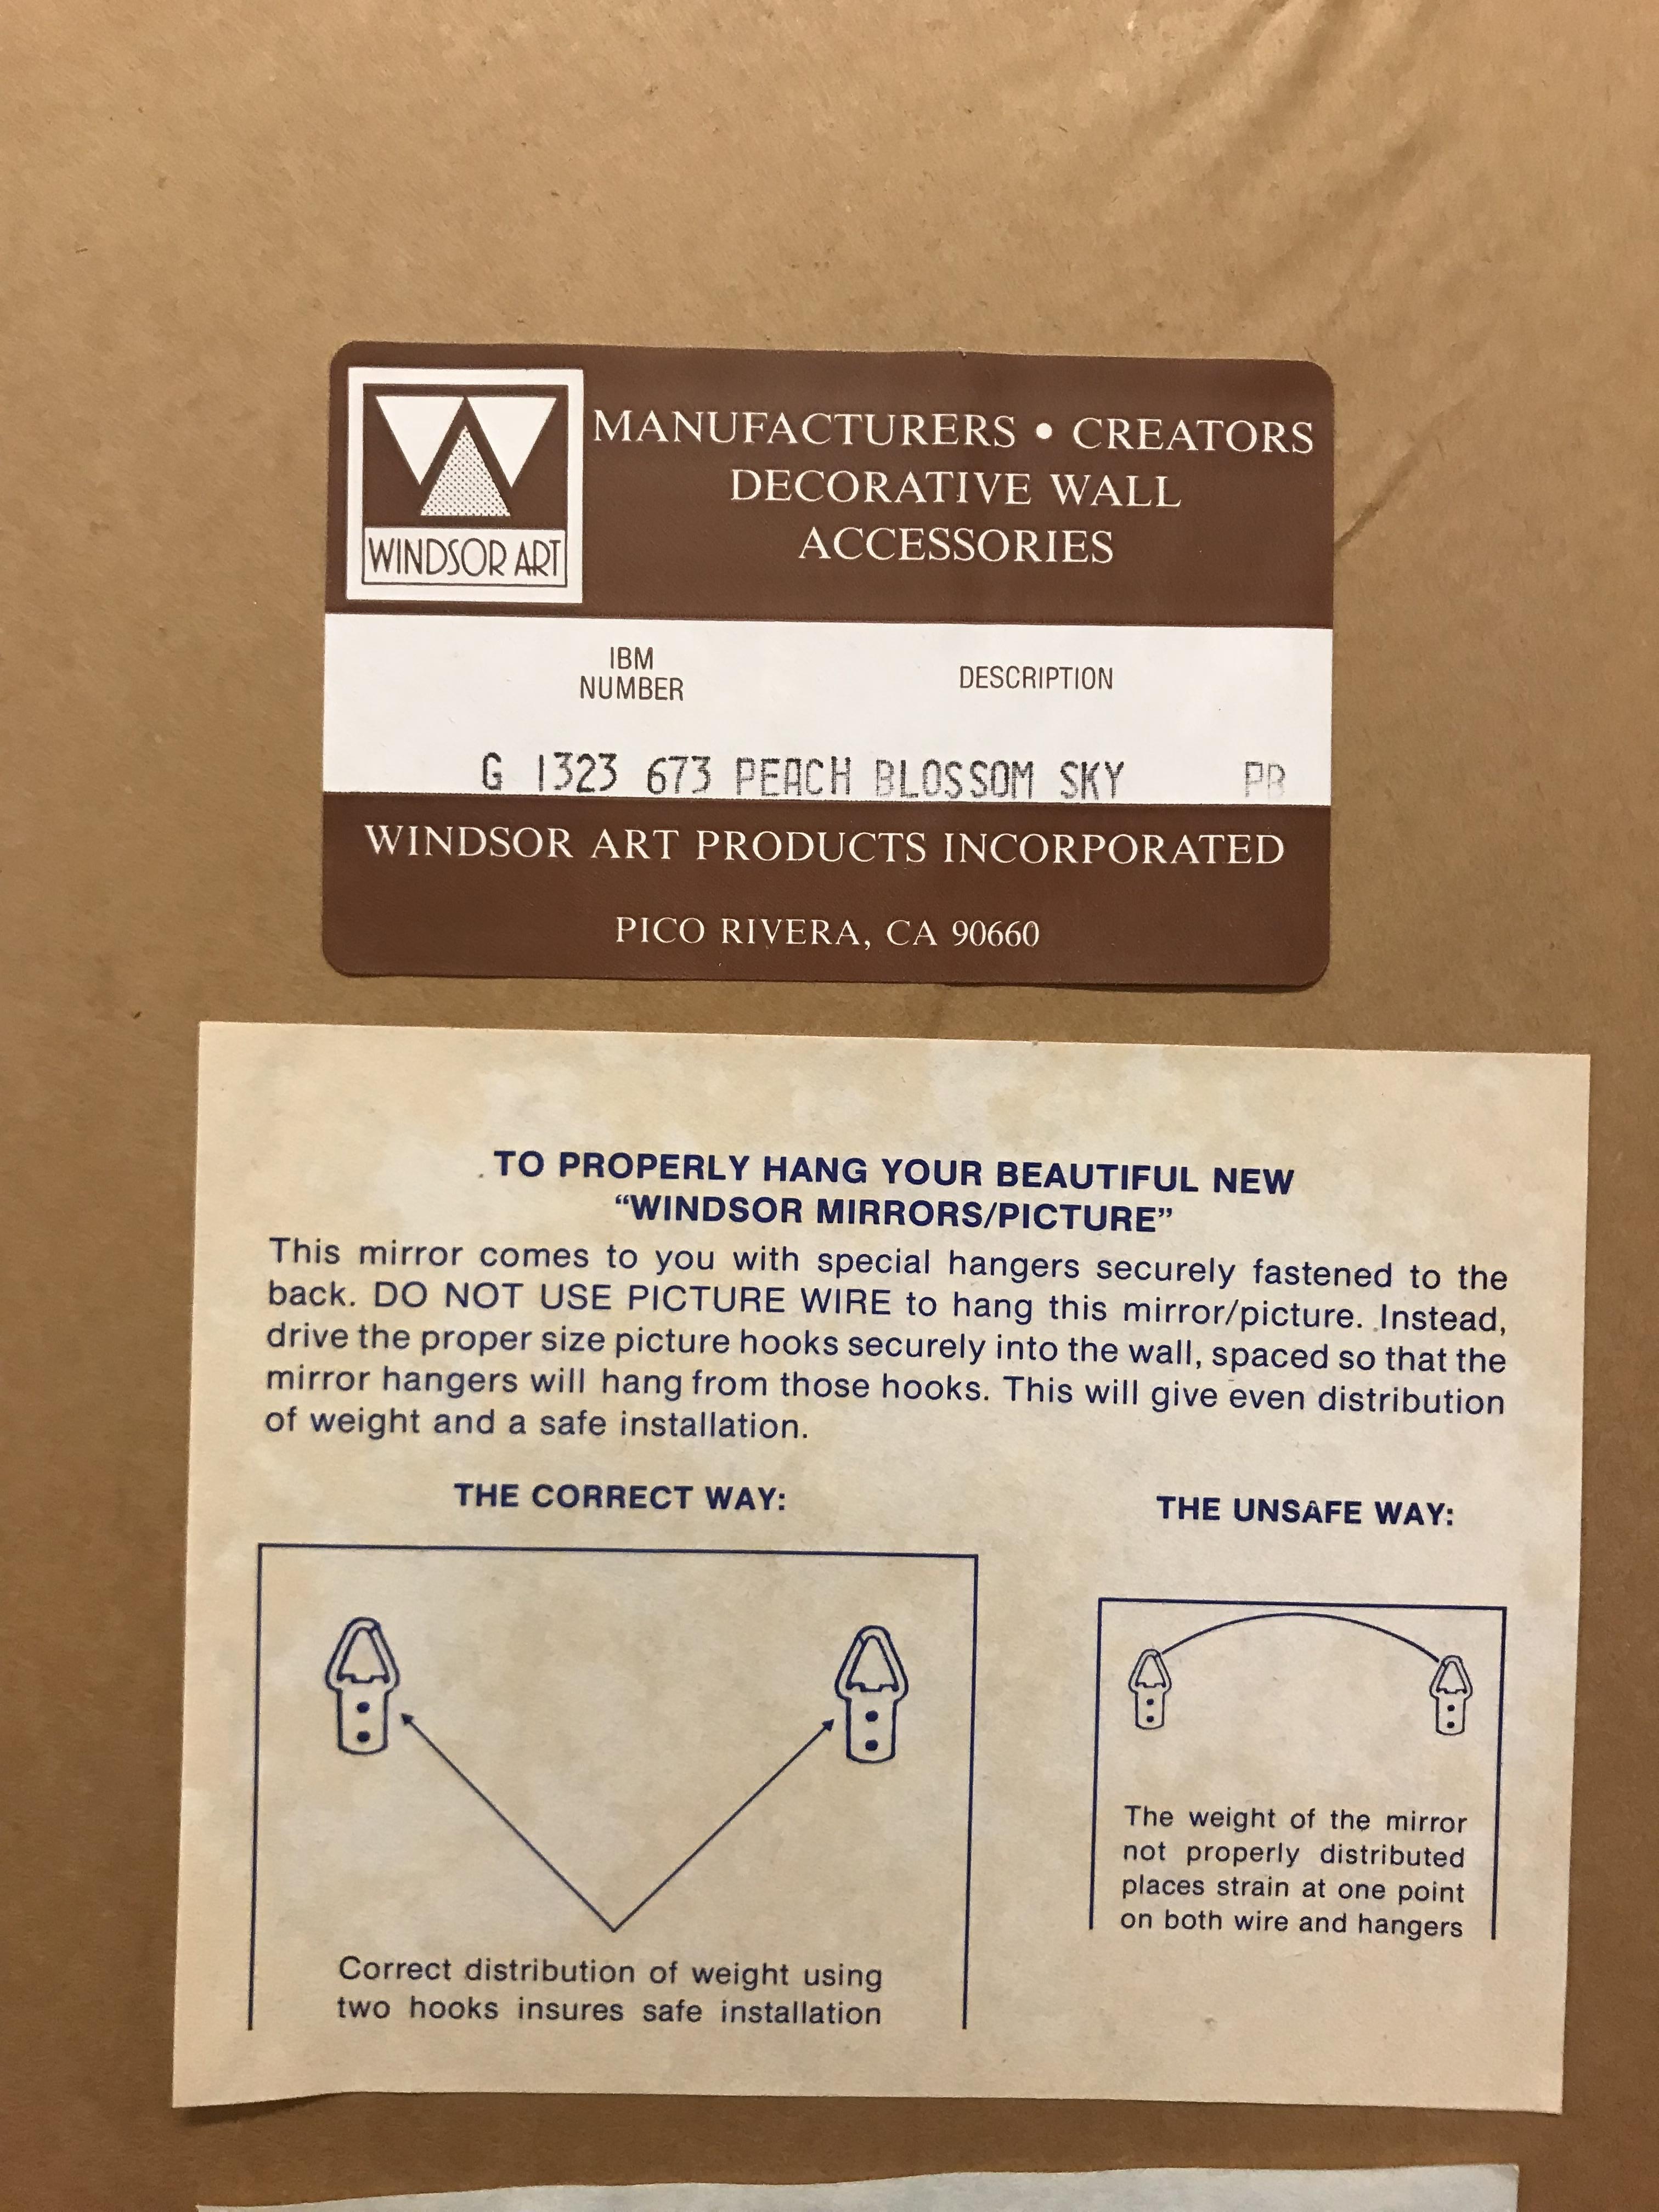 WINDSOR ART
MANUFACTURERS • CREATORS
DECORATIVE WALL
ACCESSORIES
IBM
NUMBER
DESCRIPTION
G 1323 673 PEACH BLOSSOM SKY PB
WINDSOR ART PRODUCTS INCORPORATED
PICO RIVERA, CA 90660
TO PROPERLY HANG YOUR BEAUTIFUL NEW
“WINDSOR MIRRORS/PICTURE”
This mirror comes to you with special hangers securely fastened to the
back. DO NOT USE PICTURE WIRE to hang this mirror/picture. Instead,
drive the proper size picture hooks securely into the wall, spaced so that the
mirror hangers will hang from those hooks. This will give even distribution
of weight and a safe installation.
THE CORRECT WAY:
Correct distribution of weight using
two hooks insures safe installation
THE UNSAFE WAY:
The weight of the mirror
not properly distributed
places strain at one point
on both wire and hangers